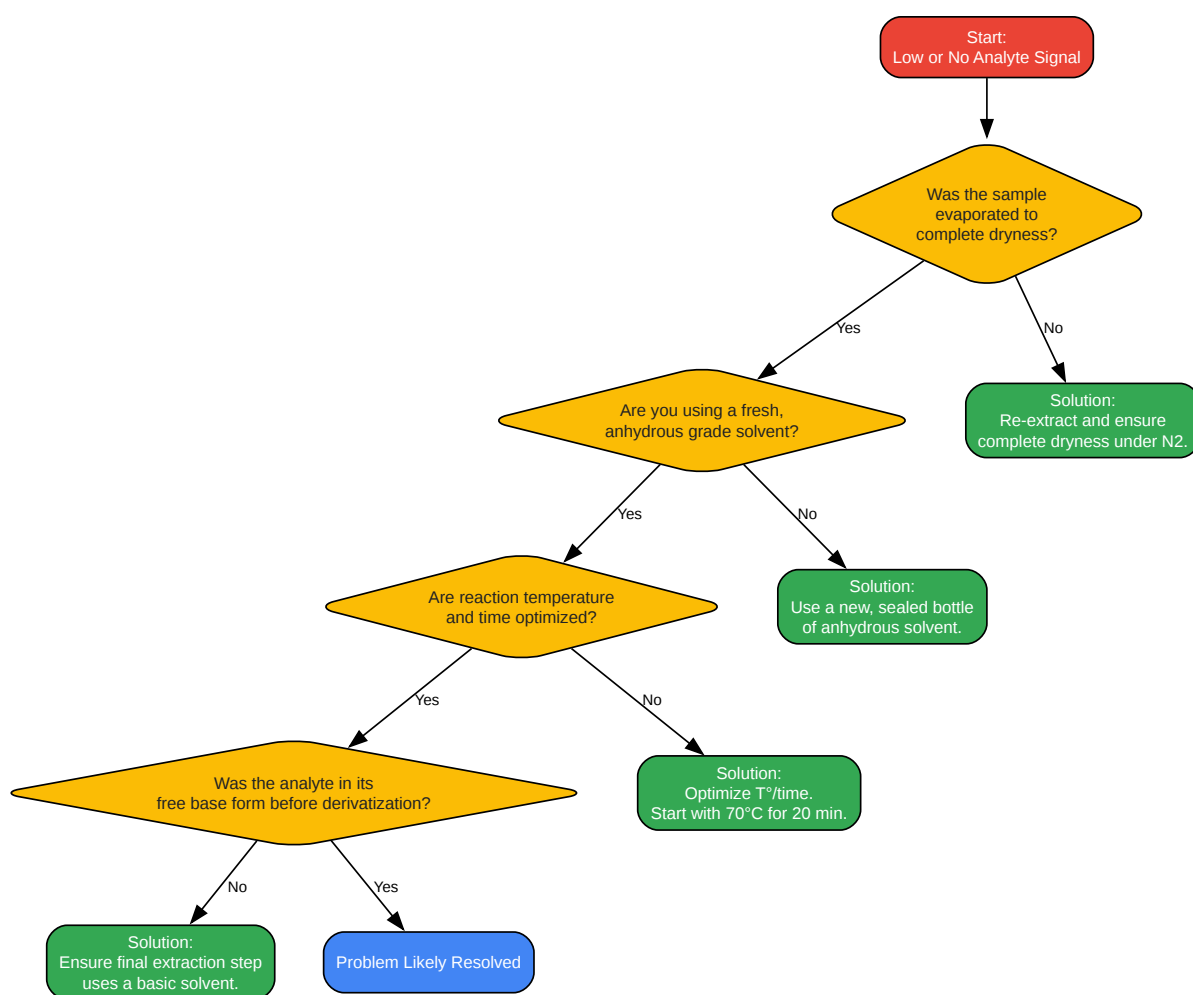 Start:
Low or No Analyte Signal
Was the sample
evaporated to
complete dryness?
Yes
No
Are you using a fresh,
anhydrous grade solvent?
Solution:
Re-extract and ensure
complete dryness under N2.
Yes
No
Are reaction temperature
and time optimized?
Solution:
Use a new, sealed bottle
of anhydrous solvent.
Yes
No
Was the analyte in its
free base form before derivatization?
Solution:
Optimize T°/time.
Start with 70°C for 20 min.
No
Yes
Solution:
Ensure final extraction step
uses a basic solvent.
Problem Likely Resolved